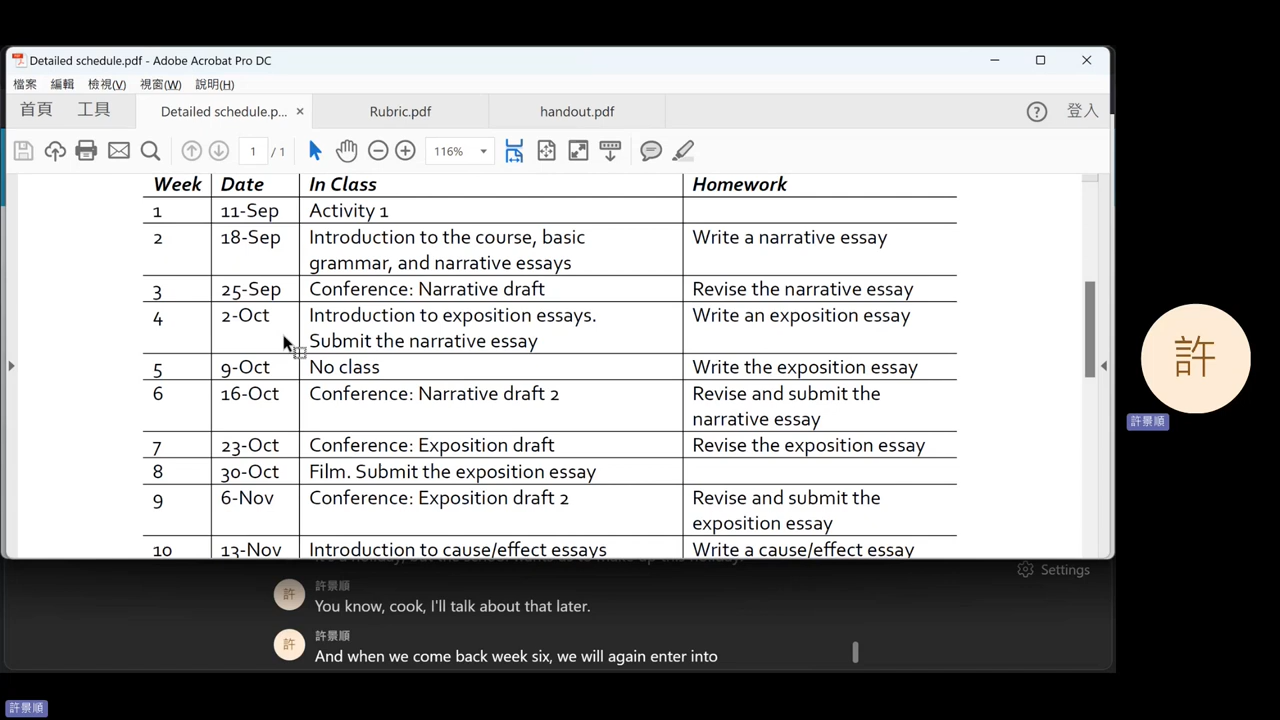 Detailed schedule.pdf - Adobe Acrobat Pro DC
檔案 編輯 檢視(V) 視窗(W) 說明(H)
首頁 工具 Detailed schedule.p... × Rubric.pdf handout.pdf ? 登入
1 / 1 116%
Week Date In Class Homework
1 11-Sep Activity 1
2 18-Sep Introduction to the course, basic Write a narrative essay
grammar, and narrative essays
3 25-Sep Conference: Narrative draft Revise the narrative essay
4 2-Oct Introduction to exposition essays. Write an exposition essay
Submit the narrative essay
5 9-Oct No class Write the exposition essay
6 16-Oct Conference: Narrative draft 2 Revise and submit the
narrative essay
7 23-Oct Conference: Exposition draft Revise the exposition essay
8 30-Oct Film. Submit the exposition essay
9 6-Nov Conference: Exposition draft 2 Revise and submit the
exposition essay
10 13-Nov Introduction to cause/effect essays Write a cause/effect essay
許
許景順
Settings
許 許景順
You know, cook, I'll talk about that later.
許 許景順
And when we come back week six, we will again enter into
許景順